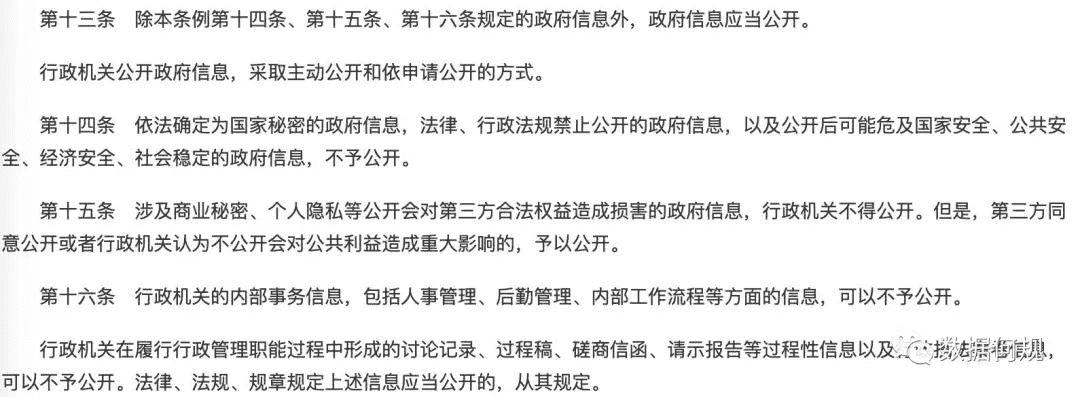 第十三条 除本条例第十四条、第十五条、第十六条规定的政府信息外，政府信息应当公开。
行政机关公开政府信息，采取主动公开和依申请公开的方式。
第十四条 依法确定为国家秘密的政府信息，法律、行政法规禁止公开的政府信息，以及公开后可能危及国家安全、公共安
全、经济安全、社会稳定的政府信息，不予公开。
第十五条 涉及商业秘密、个人隐私等公开会对第三方合法权益造成损害的政府信息，行政机关不得公开。但是，第三方同
意公开或者行政机关认为不公开会对公共利益造成重大影响的，予以公开。
第十六条 行政机关的内部事务信息，包括人事管理、后勤管理、内部工作流程等方面的信息，可以不予公开。
行政机关在履行行政管理职能过程中形成的讨论记录、过程稿、磋商信函、请示报告等过程性信息以及 信息，
数据何规
可以不予公开。法律、法规、规章规定上述信息应当公开的，从其规定。